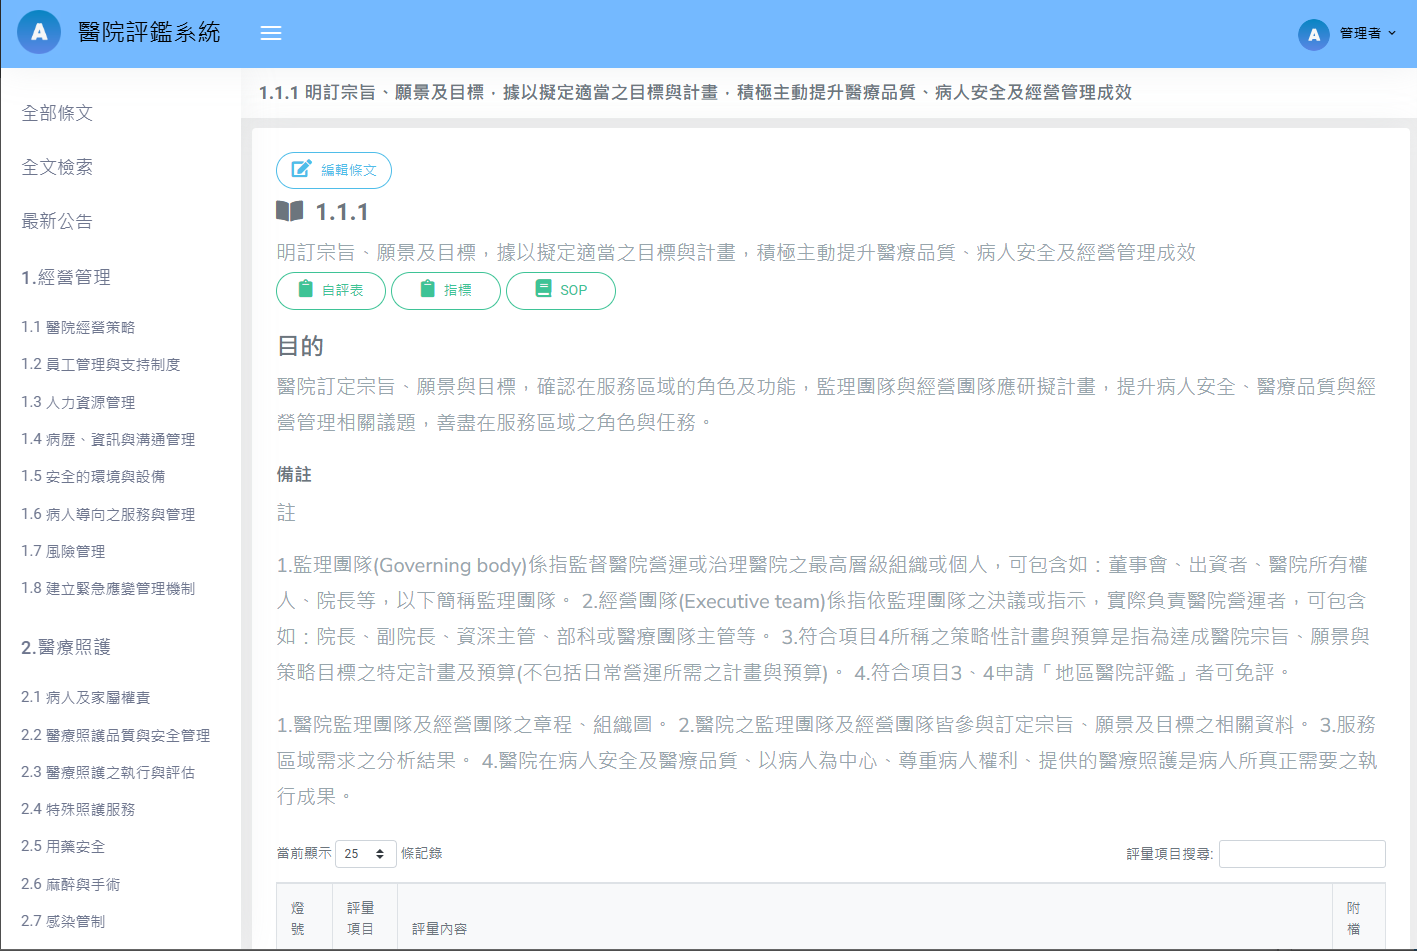 A 醫院評鑑系統
A 管理者
全部條文
全文檢索
最新公告
1.經營管理
1.1 醫院經營策略
1.2 員工管理與支持制度
1.3 人力資源管理
1.4 病歷、資訊與溝通管理
1.5 安全的環境與設備
1.6 病人導向之服務與管理
1.7 風險管理
1.8 建立緊急應變管理機制
2.醫療照護
2.1 病人及家屬權責
2.2 醫療照護品質與安全管理
2.3 醫療照護之執行與評估
2.4 特殊照護服務
2.5 用藥安全
2.6 麻醉與手術
2.7 感染管制
1.1.1 明訂宗旨、願景及目標，據以擬定適當之目標與計畫，積極主動提升醫療品質、病人安全及經營管理成效
編輯條文
1.1.1
明訂宗旨、願景及目標，據以擬定適當之目標與計畫，積極主動提升醫療品質、病人安全及經營管理成效
自評表 指標 SOP
目的
醫院訂定宗旨、願景與目標，確認在服務區域的角色及功能，監理團隊與經營團隊應研擬計畫，提升病人安全、醫療品質與經
營管理相關議題，善盡在服務區域之角色與任務。
備註
註
1.監理團隊(Governing body)係指監督醫院營運或治理醫院之最高層級組織或個人，可包含如：董事會、出資者、醫院所有權
人、院長等，以下簡稱監理團隊。 2.經營團隊(Executive team)係指依監理團隊之決議或指示，實際負責醫院營運者，可包含
如：院長、副院長、資深主管、部科或醫療團隊主管等。 3.符合項目4所稱之策略性計畫與預算是指為達成醫院宗旨、願景與
策略目標之特定計畫及預算(不包括日常營運所需之計畫與預算)。 4.符合項目3、4申請「地區醫院評鑑」者可免評。
1.醫院監理團隊及經營團隊之章程、組織圖。 2.醫院之監理團隊及經營團隊皆參與訂定宗旨、願景及目標之相關資料。 3.服務
區域需求之分析結果。 4.醫院在病人安全及醫療品質、以病人為中心、尊重病人權利、提供的醫療照護是病人所真正需要之執
行成果。
當前顯示 25 條記錄
評量項目搜尋:
燈號
評量項目
評量內容
附檔